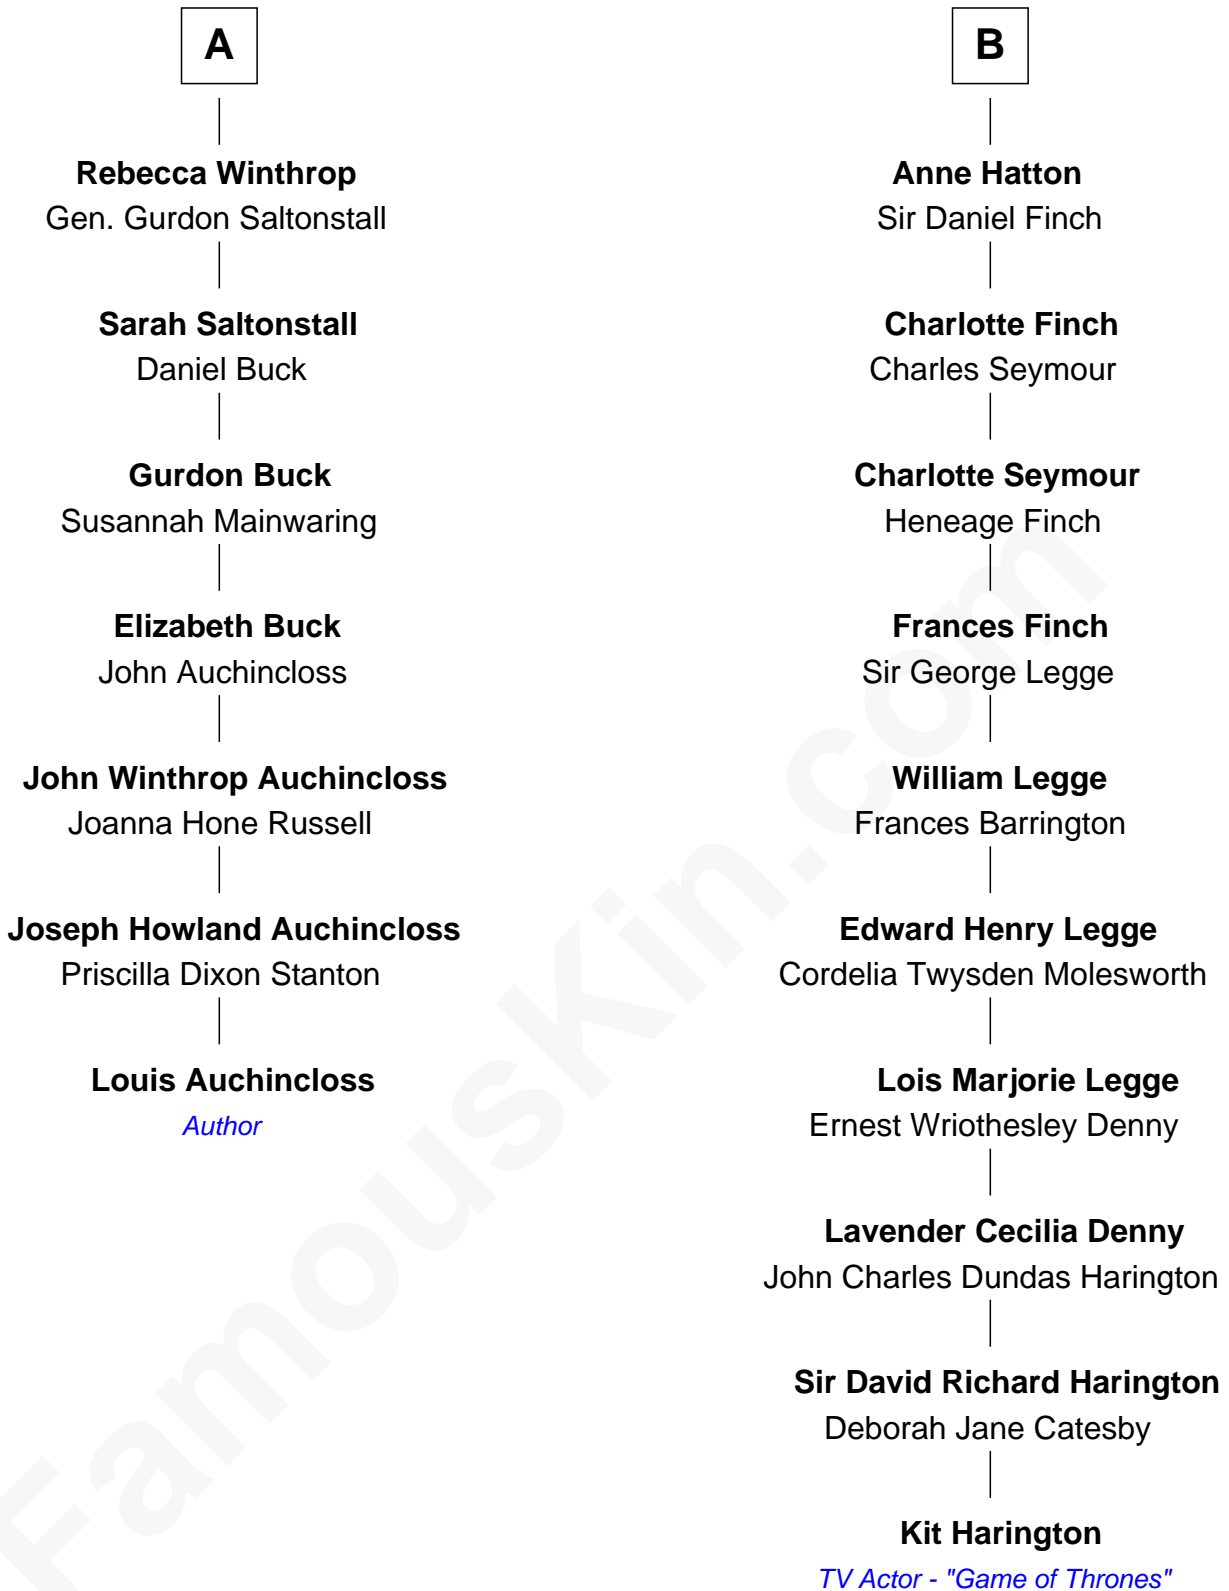 A
Rebecca Winthrop
Gen. Gurdon Saltonstall
Sarah Saltonstall
Daniel Buck
Gurdon Buck
Susannah Mainwaring
Elizabeth Buck
John Auchincloss
John Winthrop Auchincloss
Joanna Hone Russell
Joseph Howland Auchincloss
Priscilla Dixon Stanton
Louis Auchincloss
Author
B
Anne Hatton
Sir Daniel Finch
Charlotte Finch
Charles Seymour
Charlotte Seymour
Heneage Finch
Frances Finch
Sir George Legge
William Legge
Frances Barrington
Edward Henry Legge
Cordelia Twysden Molesworth
Lois Marjorie Legge
Ernest Wriothesley Denny
Lavender Cecilia Denny
John Charles Dundas Harington
Sir David Richard Harington
Deborah Jane Catesby
Kit Harington
TV Actor - "Game of Thrones"
FamousKin.com